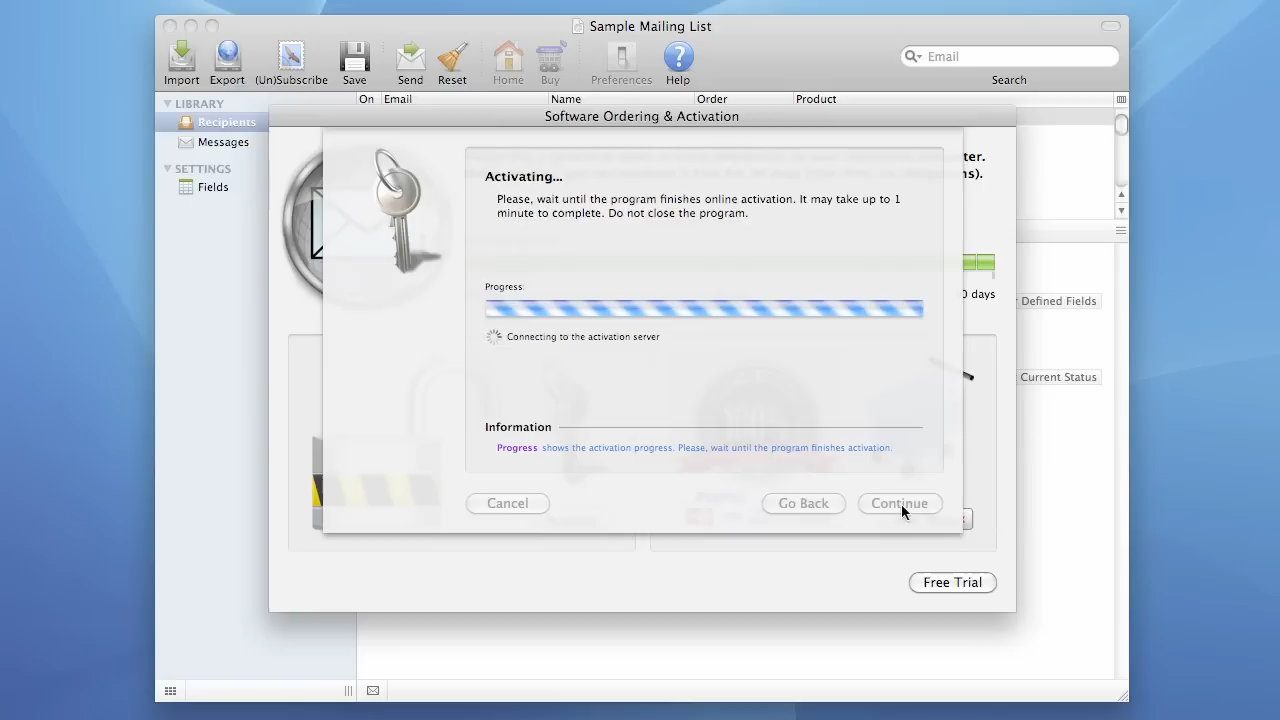 Sample Mailing List
Import Export (Un)Subscribe Save Send Reset Home Buy Preferences Help
Email
Search
LIBRARY
Recipients
Messages
SETTINGS
Fields
On Email Name Order Product
Software Ordering & Activation
ter.
ns).
Activating...
Please, wait until the program finishes online activation. It may take up to 1
minute to complete. Do not close the program.
Progress:
0 days
Defined Fields
Connecting to the activation server
Current Status
Information
Progress shows the activation progress. Please, wait until the program finishes activation.
Cancel Go Back Continue
Free Trial